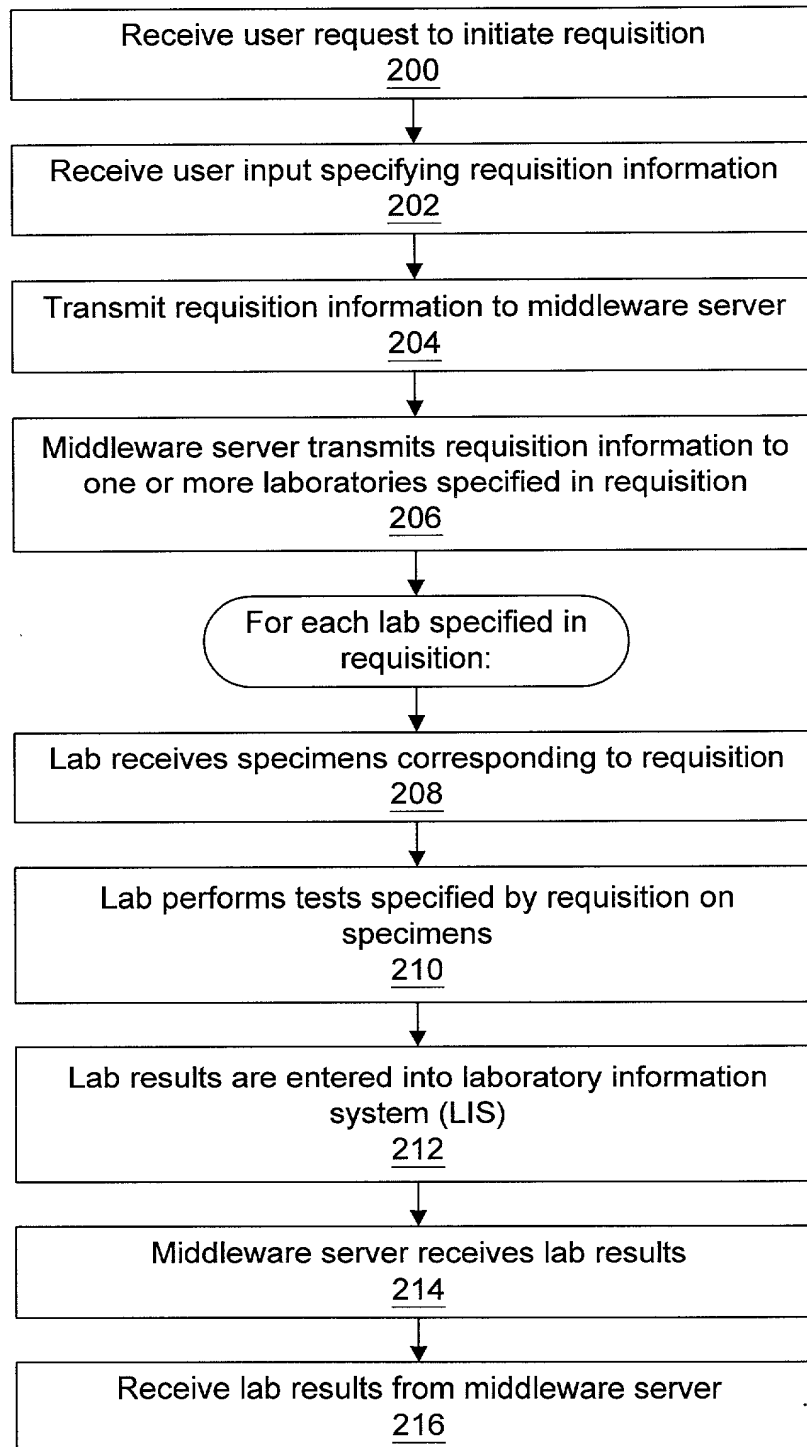 Receive user request to initiate requisition
200
Receive user input specifying requisition information
202
Transmit requisition information to middleware server
204
Middleware server transmits requisition information to
one or more laboratories specified in requisition
206
For each lab specified in
requisition:
Lab receives specimens corresponding to requisition
208
Lab performs tests specified by requisition on
specimens
210
Lab results are entered into laboratory information
system (LIS)
212
Middleware server receives lab results
214
Receive lab results from middleware server
216